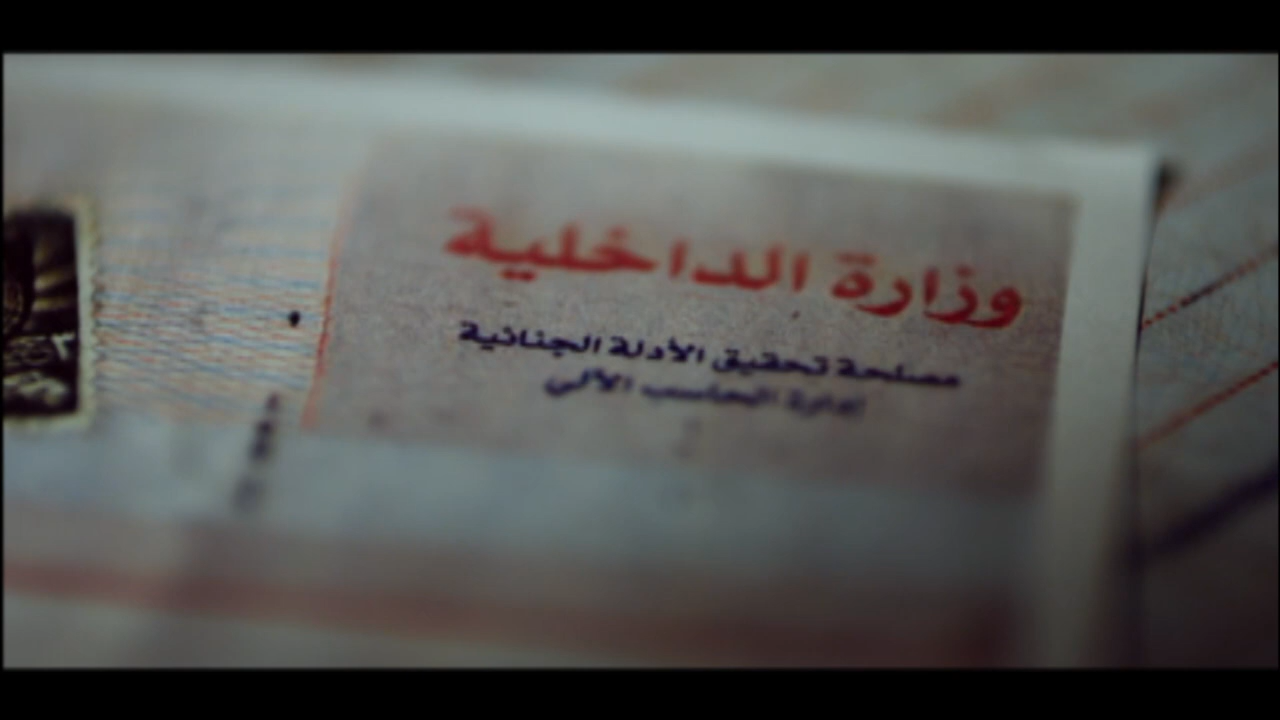 وزارة الداخلية
مصلحة تحقيق الأدلة الجنائية
إدارة الحاسب الآلي